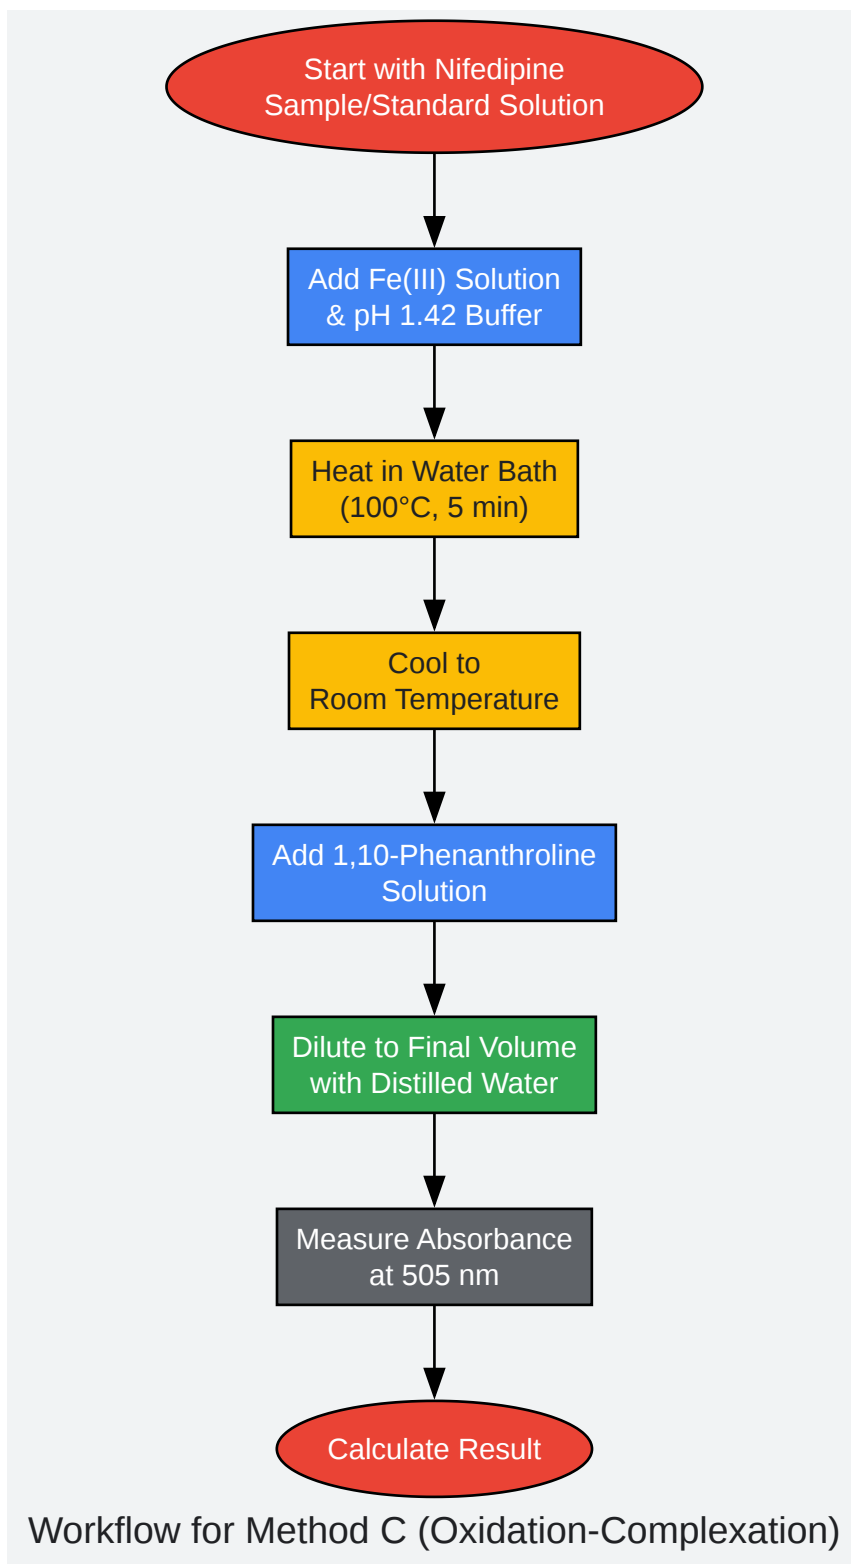 Start with Nifedipine
Sample/Standard Solution
Add Fe(III) Solution
& pH 1.42 Buffer
Heat in Water Bath
(100°C, 5 min)
Cool to
Room Temperature
Add 1,10-Phenanthroline
Solution
Dilute to Final Volume
with Distilled Water
Measure Absorbance
at 505 nm
Calculate Result
Workflow for Method C (Oxidation-Complexation)